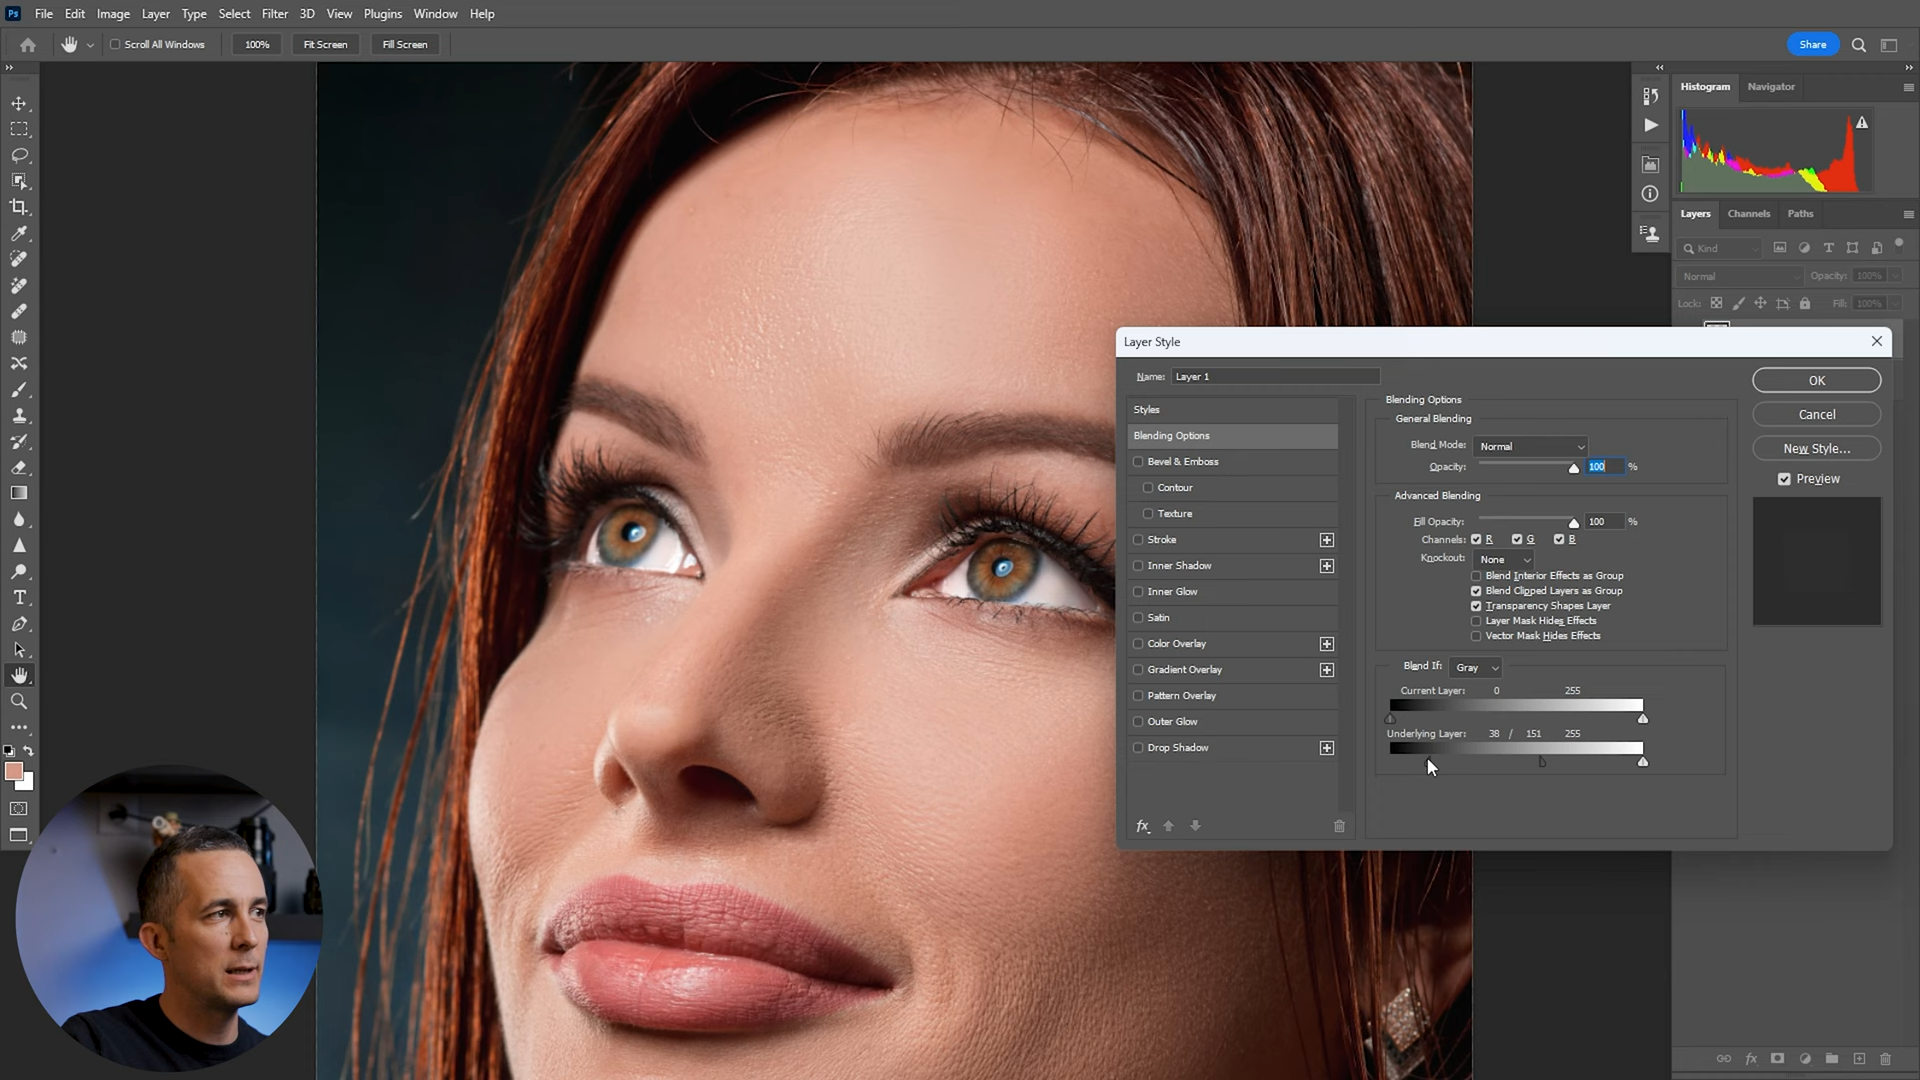 Ps File Edit Image Layer Type Select Filter 3D View Plugins Window Help
Scroll All Windows 100% Fit Screen Fill Screen Share
Histogram Navigator
Layers Channels Paths
Kind
Normal Opacity: 100%
Lock: Fill: 100%
Layer Style
Name: Layer 1
Styles
Blending Options
Bevel & Emboss
Contour
Texture
Stroke
Inner Shadow
Inner Glow
Satin
Color Overlay
Gradient Overlay
Pattern Overlay
Outer Glow
Drop Shadow
fx
Blending Options
General Blending
Blend Mode: Normal
Opacity: 100 %
Advanced Blending
Fill Opacity: 100 %
Channels: R G B
Knockout: None
Blend Interior Effects as Group
Blend Clipped Layers as Group
Transparency Shapes Layer
Layer Mask Hides Effects
Vector Mask Hides Effects
Blend If: Gray
Current Layer: 0 255
Underlying Layer: 38 / 151 255
OK
Cancel
New Style...
Preview
fx